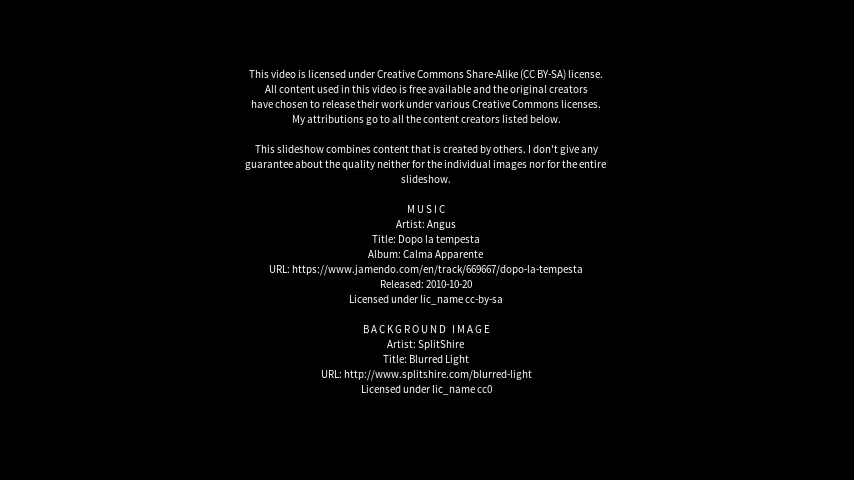 This video is licensed under Creative Commons Share-Alike (CC BY-SA) license.
All content used in this video is free available and the original creators
have chosen to release their work under various Creative Commons licenses.
My attributions go to all the content creators listed below.
This slideshow combines content that is created by others. I don't give any
guarantee about the quality neither for the individual images nor for the entire
slideshow.
MUSIC
Artist: Angus
Title: Dopo la tempesta
Album: Calma Apparente
URL: https://www.jamendo.com/en/track/669667/dopo-la-tempesta
Released: 2010-10-20
Licensed under lic_name cc-by-sa
BACKGROUND IMAGE
Artist: SplitShire
Title: Blurred Light
URL: http://www.splitshire.com/blurred-light
Licensed under lic_name cc0